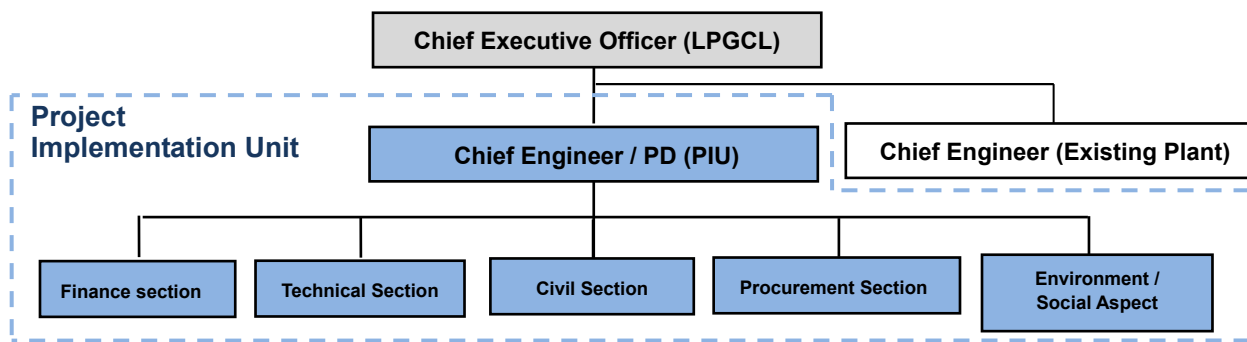 Chief Executive Officer (LPGCL)
Project
Implementation Unit
Chief Engineer / PD (PIU)
Chief Engineer (Existing Plant)
Finance section
Technical Section
Civil Section
Procurement Section
Environment /
Social Aspect